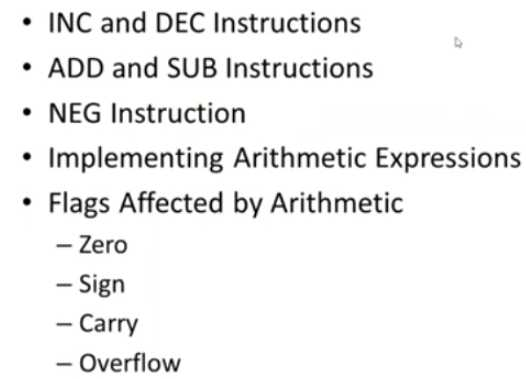 • INC and DEC Instructions
• ADD and SUB Instructions
• NEG Instruction
• Implementing Arithmetic Expressions
• Flags Affected by Arithmetic
– Zero
– Sign
– Carry
– Overflow